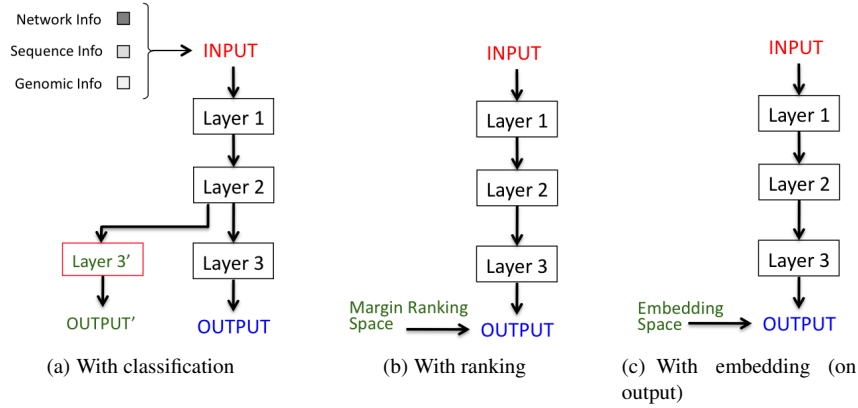 Network Info
Sequence Info
Genomic Info
INPUT
Layer 1
Layer 2
Layer 3’
Layer 3
OUTPUT’
OUTPUT
(a) With classification
INPUT
Layer 1
Layer 2
Layer 3
Margin Ranking
Space
OUTPUT
(b) With ranking
INPUT
Layer 1
Layer 2
Layer 3
Embedding
Space
OUTPUT
(c) With embedding (on
output)